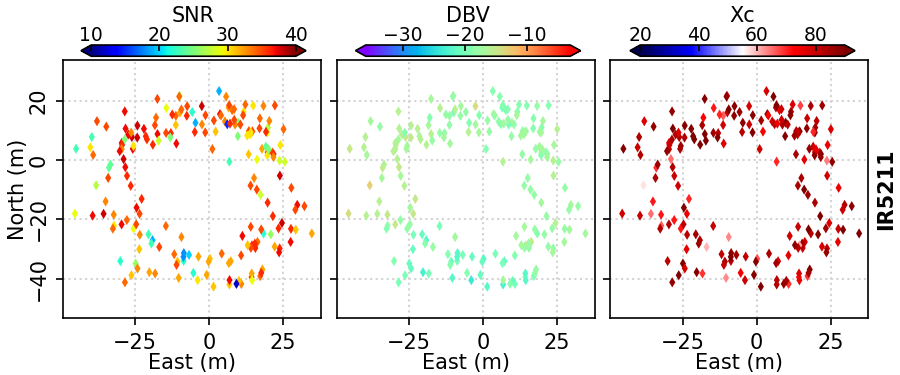 SNR DBV Xc
10 20 30 40 −30 −20 −10 20 40 60 80
20
0
−20
−40
North (m)
−25 0 25 −25 0 25 −25 0 25
East (m) East (m) East (m)
IR5211